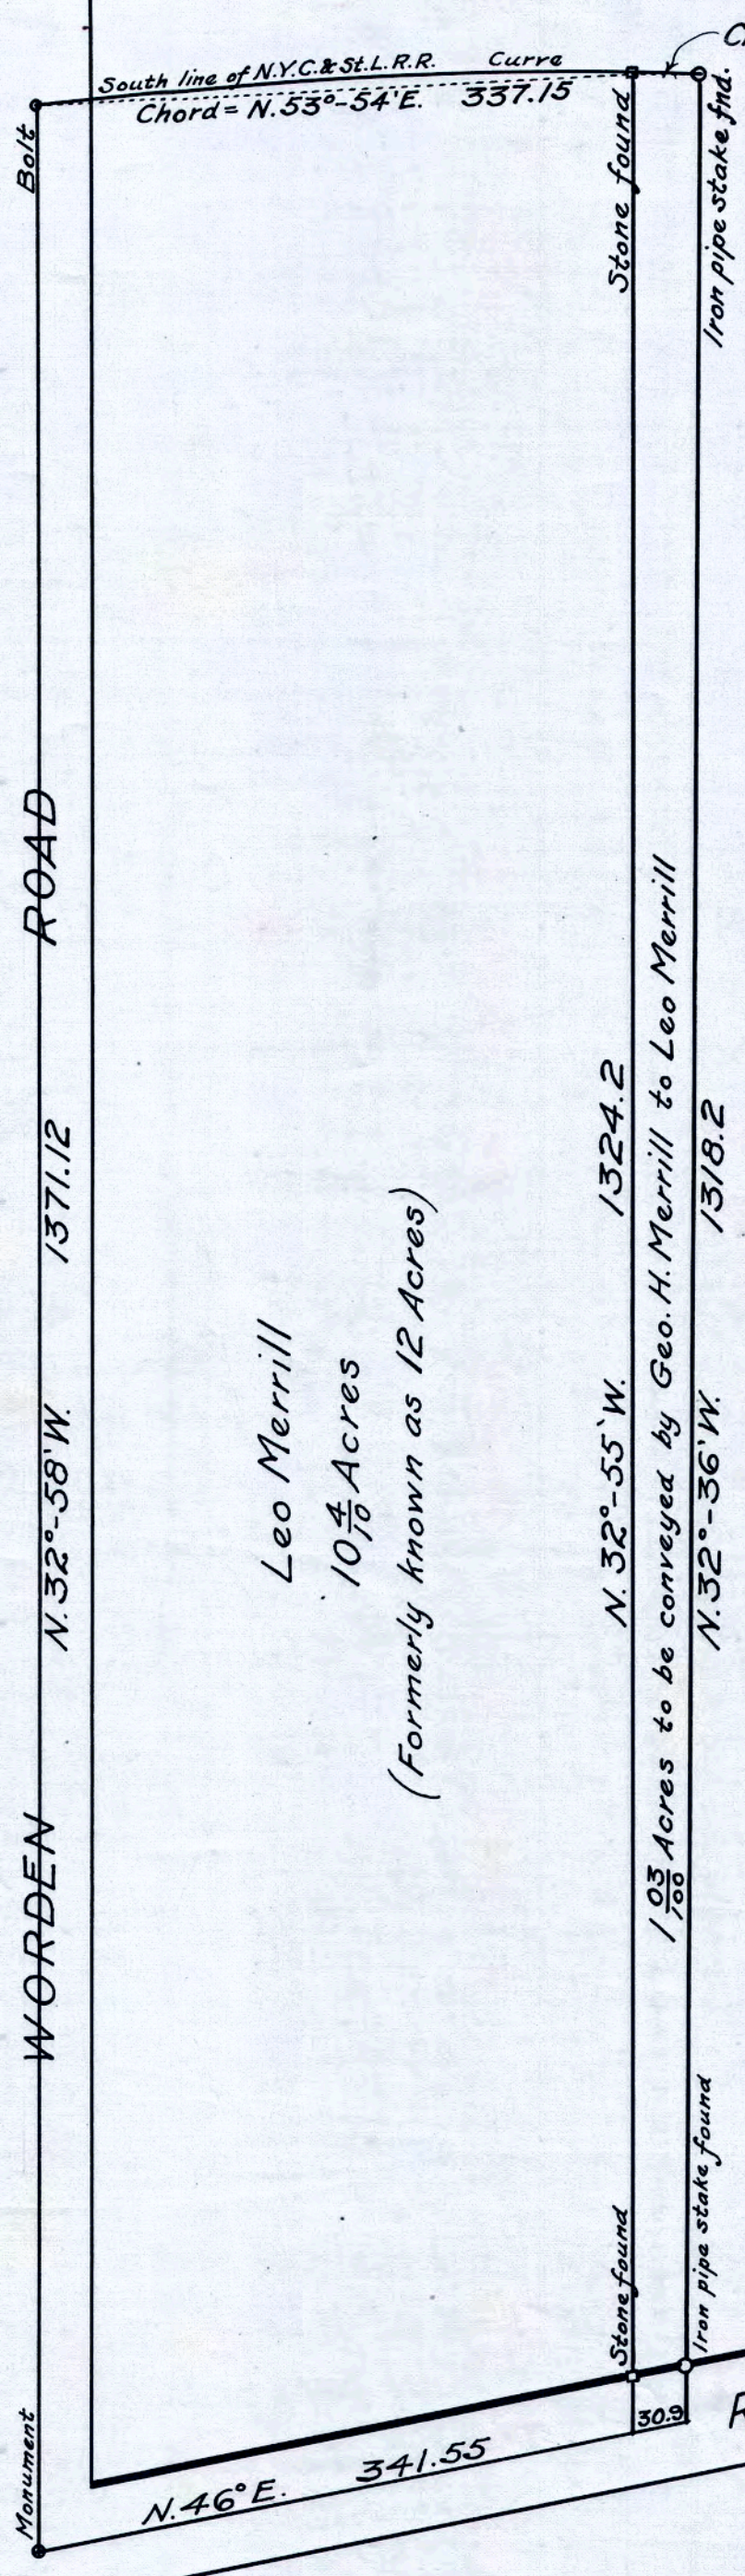 C
South line of N.Y.C.& St.L.R.R. Curve
Chord = N.53°-54'E. 337.15
Bolt
Stone found
Iron pipe stake fnd.
WORDEN ROAD
N.32°-58'W. 1371.12
Leo Merrill
10 4/10 Acres
(Formerly known as 12 Acres)
N.32°-55'W. 1324.2
1 03/100 Acres to be conveyed by Geo. H. Merrill to Leo Merrill
N.32°-36'W. 1318.2
Stone found
Iron pipe stake found
30.9
R
Monument
N.46°E. 341.55